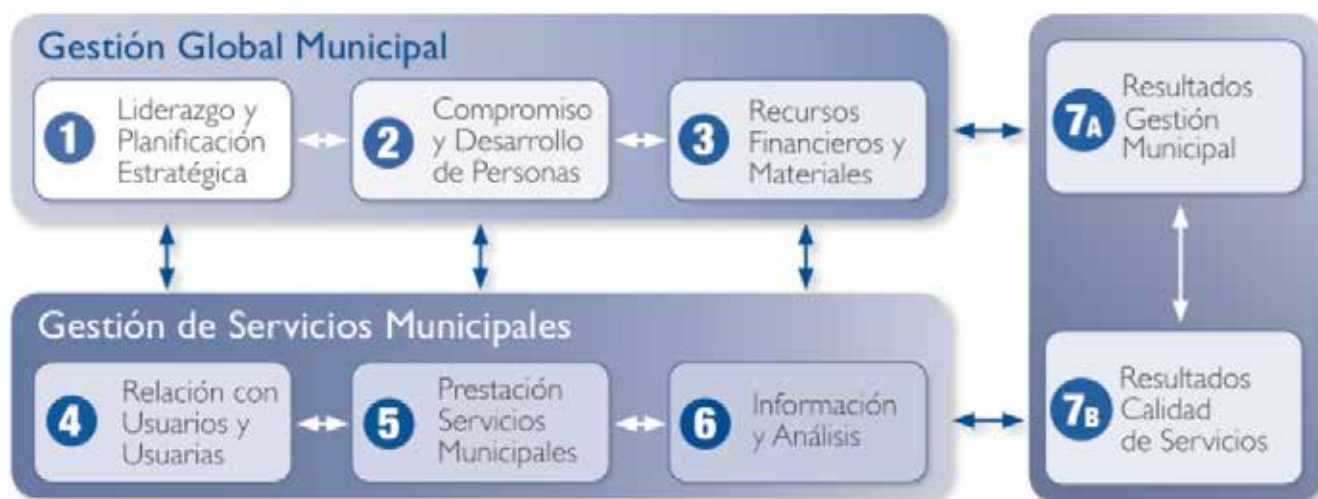 Gestión Global Municipal
1
Liderazgo y
Planificación
Estratégica
2
Compromiso
y Desarrollo
de Personas
3
Recursos
Financieros y
Materiales
7A
Resultados
Gestión
Municipal
Gestión de Servicios Municipales
4
Relación con
Usuarios y
Usuarias
5
Prestación
Servicios
Municipales
6
Información
y Análisis
7B
Resultados
Calidad
de Servicios